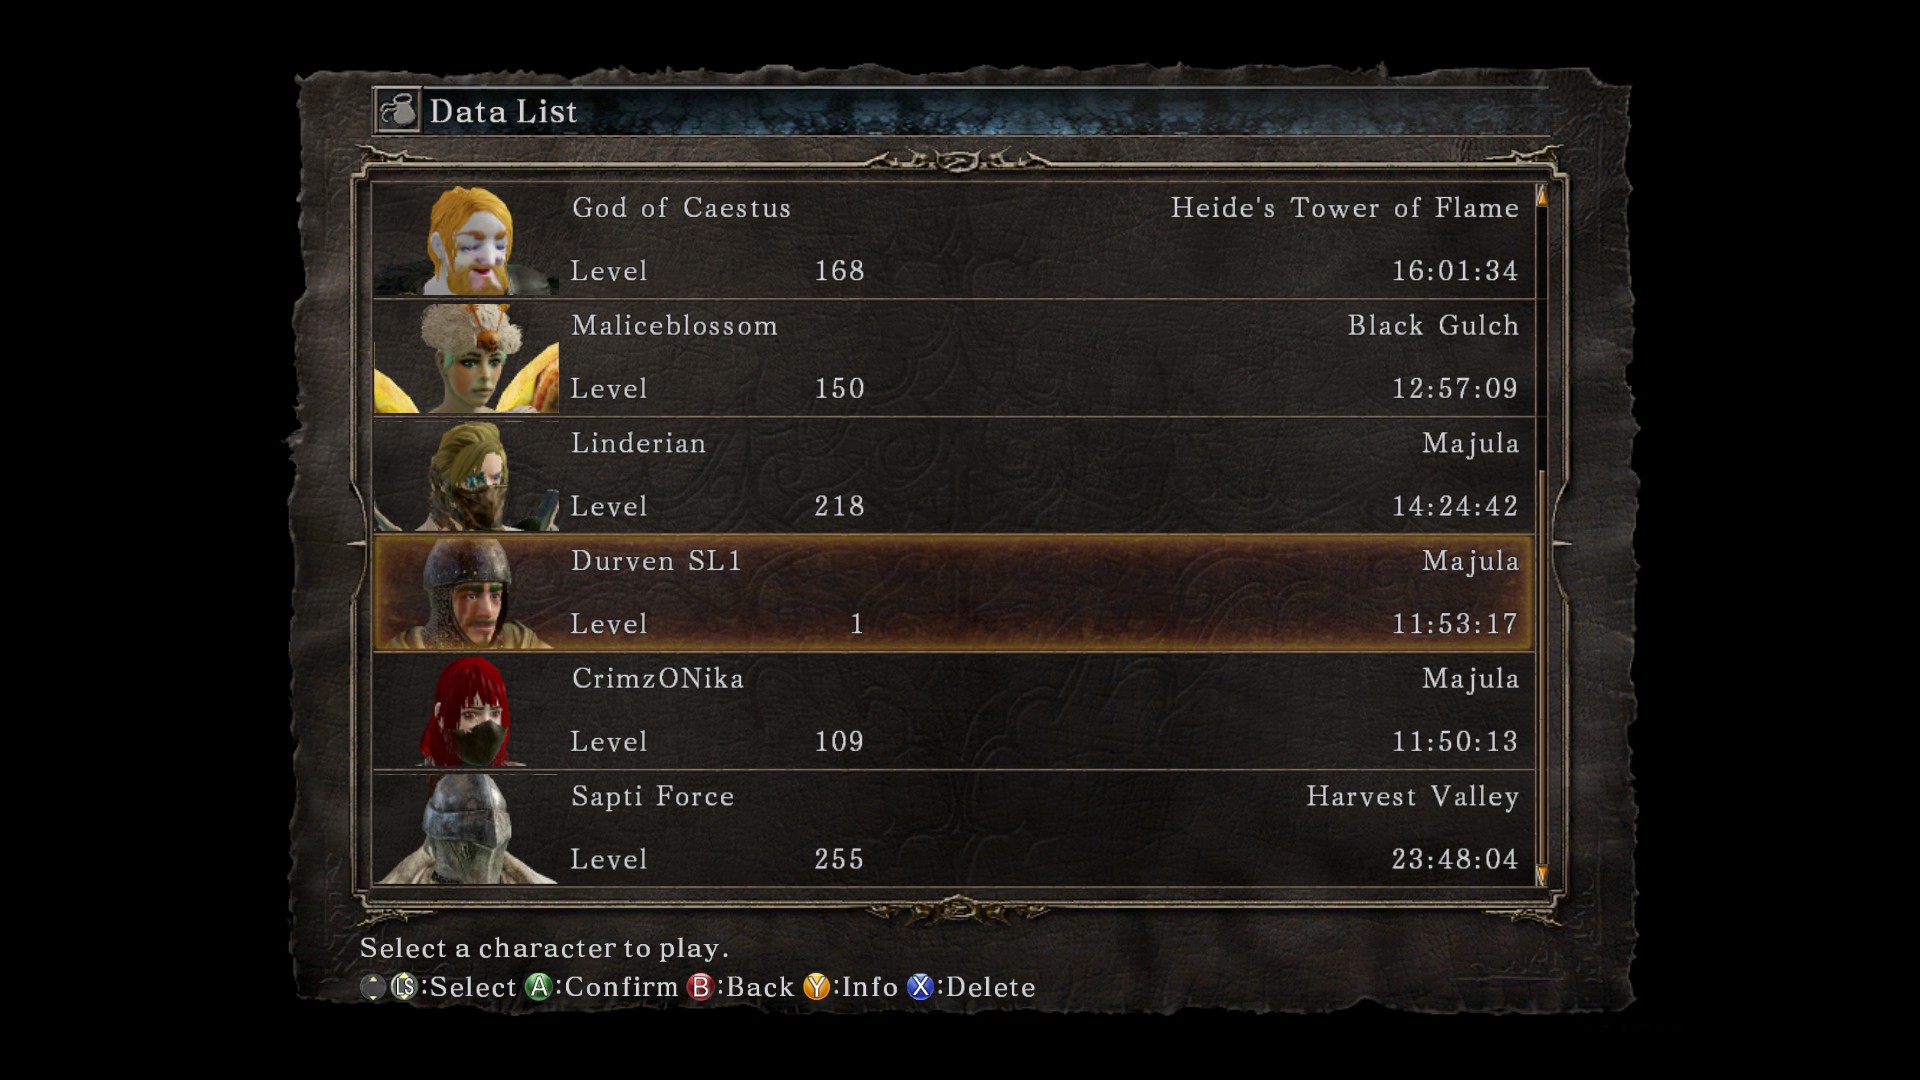 Data List
God of Caestus Heide's Tower of Flame
Level 168 16:01:34
Maliceblossom Black Gulch
Level 150 12:57:09
Linderian Majula
Level 218 14:24:42
Durven SL1 Majula
Level 1 11:53:17
CrimzONika Majula
Level 109 11:50:13
Sapti Force Harvest Valley
Level 255 23:48:04
Select a character to play.
LS:Select A:Confirm B:Back Y:Info X:Delete